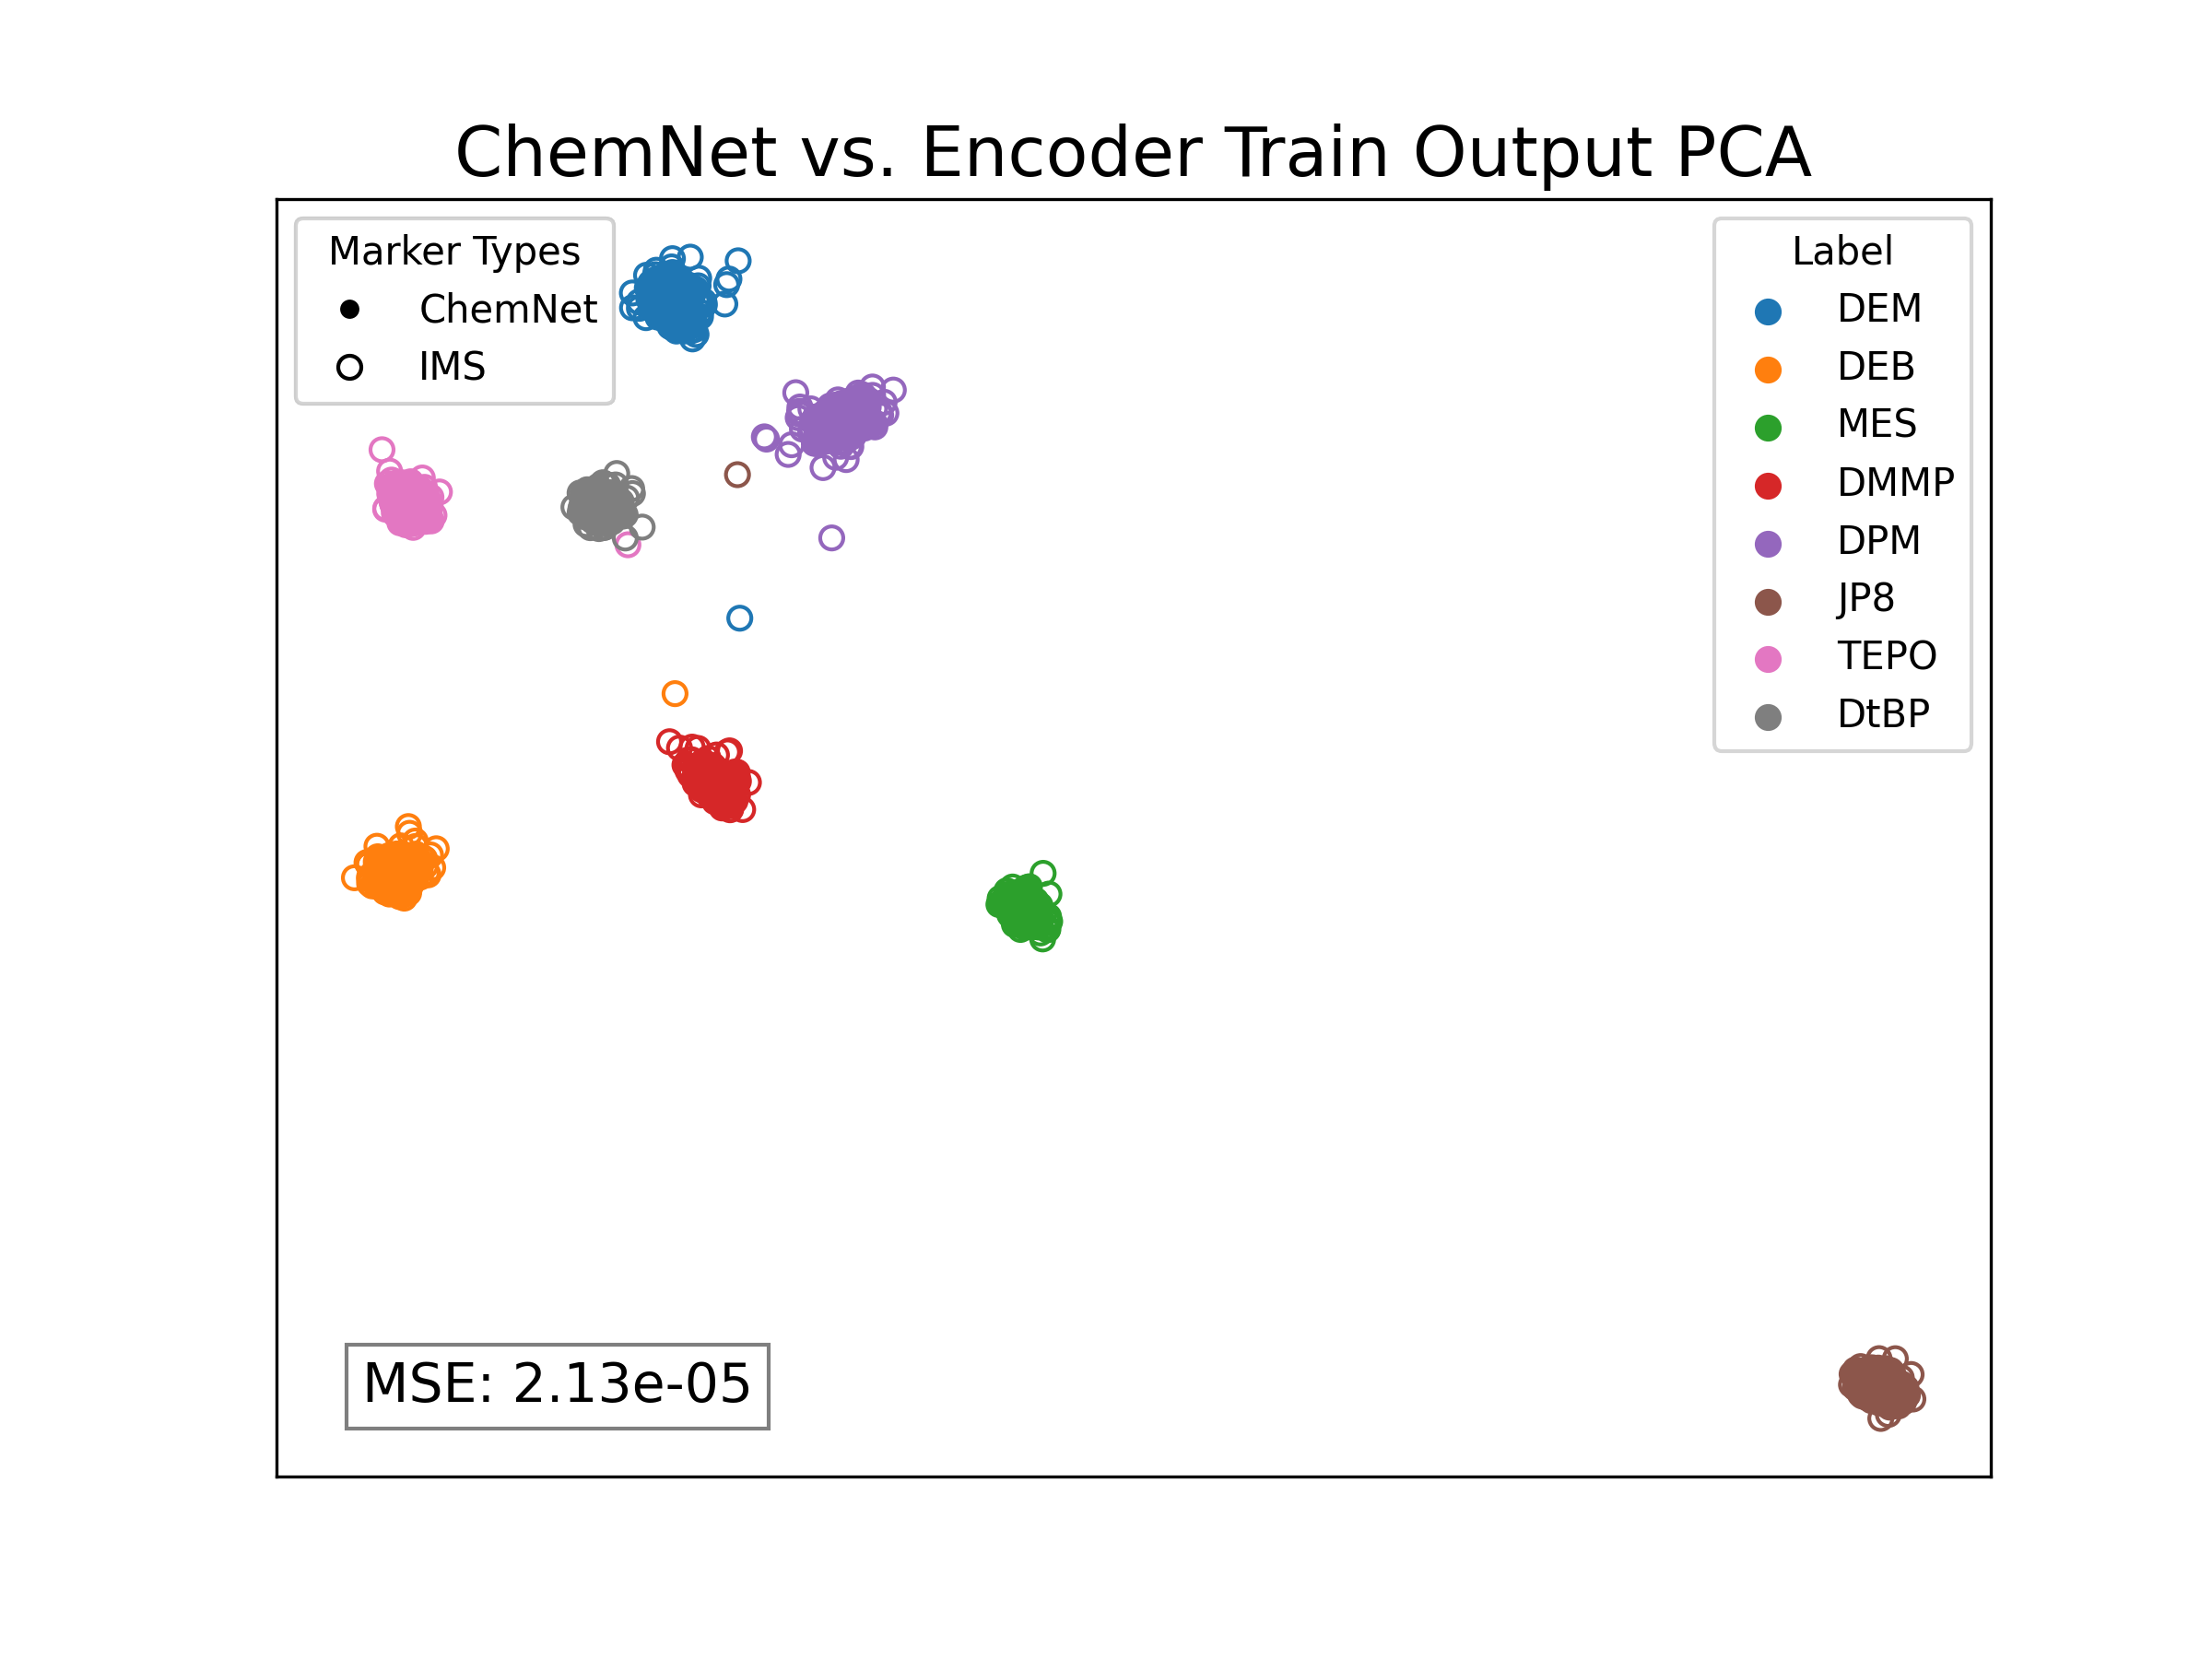 ChemNet vs. Encoder Train Output PCA
Marker Types
ChemNet
IMS
Label
DEM
DEB
MES
DMMP
DPM
JP8
TEPO
DtBP
MSE: 2.13e-05